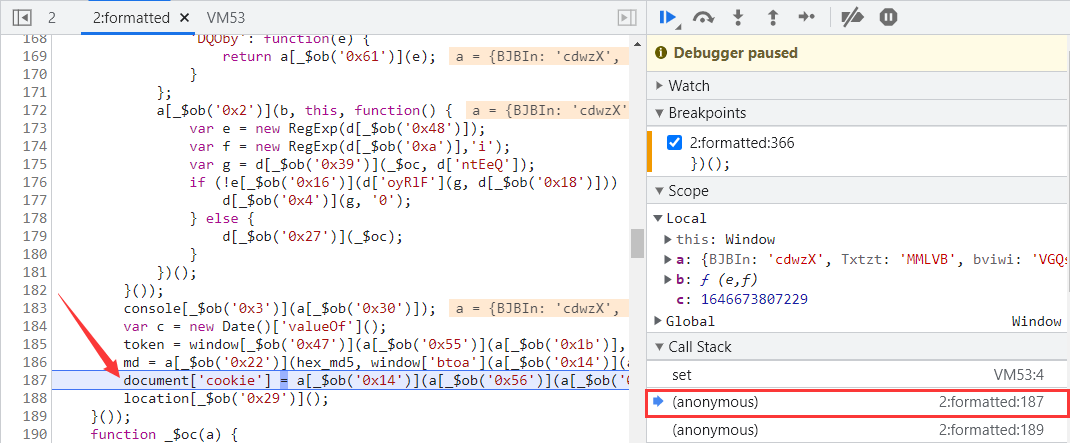 2 2:formatted × VM53
168 'DQOby': function(e) {
169 return a[_$ob('0x61')](e); a = {BJBIn: 'cdwzX',
170 }
171 };
172 a[_$ob('0x2')](b, this, function() { a = {BJBIn: 'cdwzX'
173 var e = new RegExp(d[_$ob('0x48')]);
174 var f = new RegExp(d[_$ob('0xa')],'i');
175 var g = d[_$ob('0x39')](_$oc, d['ntEeQ']);
176 if (!e[_$ob('0x16')](d['oyRlF'](g, d[_$ob('0x18')]))
177 d[_$ob('0x4')](g, '0');
178 } else {
179 d[_$ob('0x27')](_$oc);
180 }
181 })();
182 }());
183 console[_$ob('0x3')](a[_$ob('0x30')]); a = {BJBIn: 'cdwzX',
184 var c = new Date()['valueOf']();
185 token = window[_$ob('0x47')](a[_$ob('0x55')](a[_$ob('0x1b')],
186 md = a[_$ob('0x22')](hex_md5, window['btoa'](a[_$ob('0x14')](a
187 document['cookie'] = a[_$ob('0x14')](a[_$ob('0x56')](a[_$ob('0
188 location[_$ob('0x29')]();
189 }());
190 function _$oc(a) {
Debugger paused
Watch
Breakpoints
2:formatted:366
})();
Scope
Local
this: Window
a: {BJBIn: 'cdwzX', Txtzt: 'MMLVB', bviwi: 'VGQs
b: ƒ (e,f)
c: 1646673807229
Global Window
Call Stack
set VM53:4
(anonymous) 2:formatted:187
(anonymous) 2:formatted:189